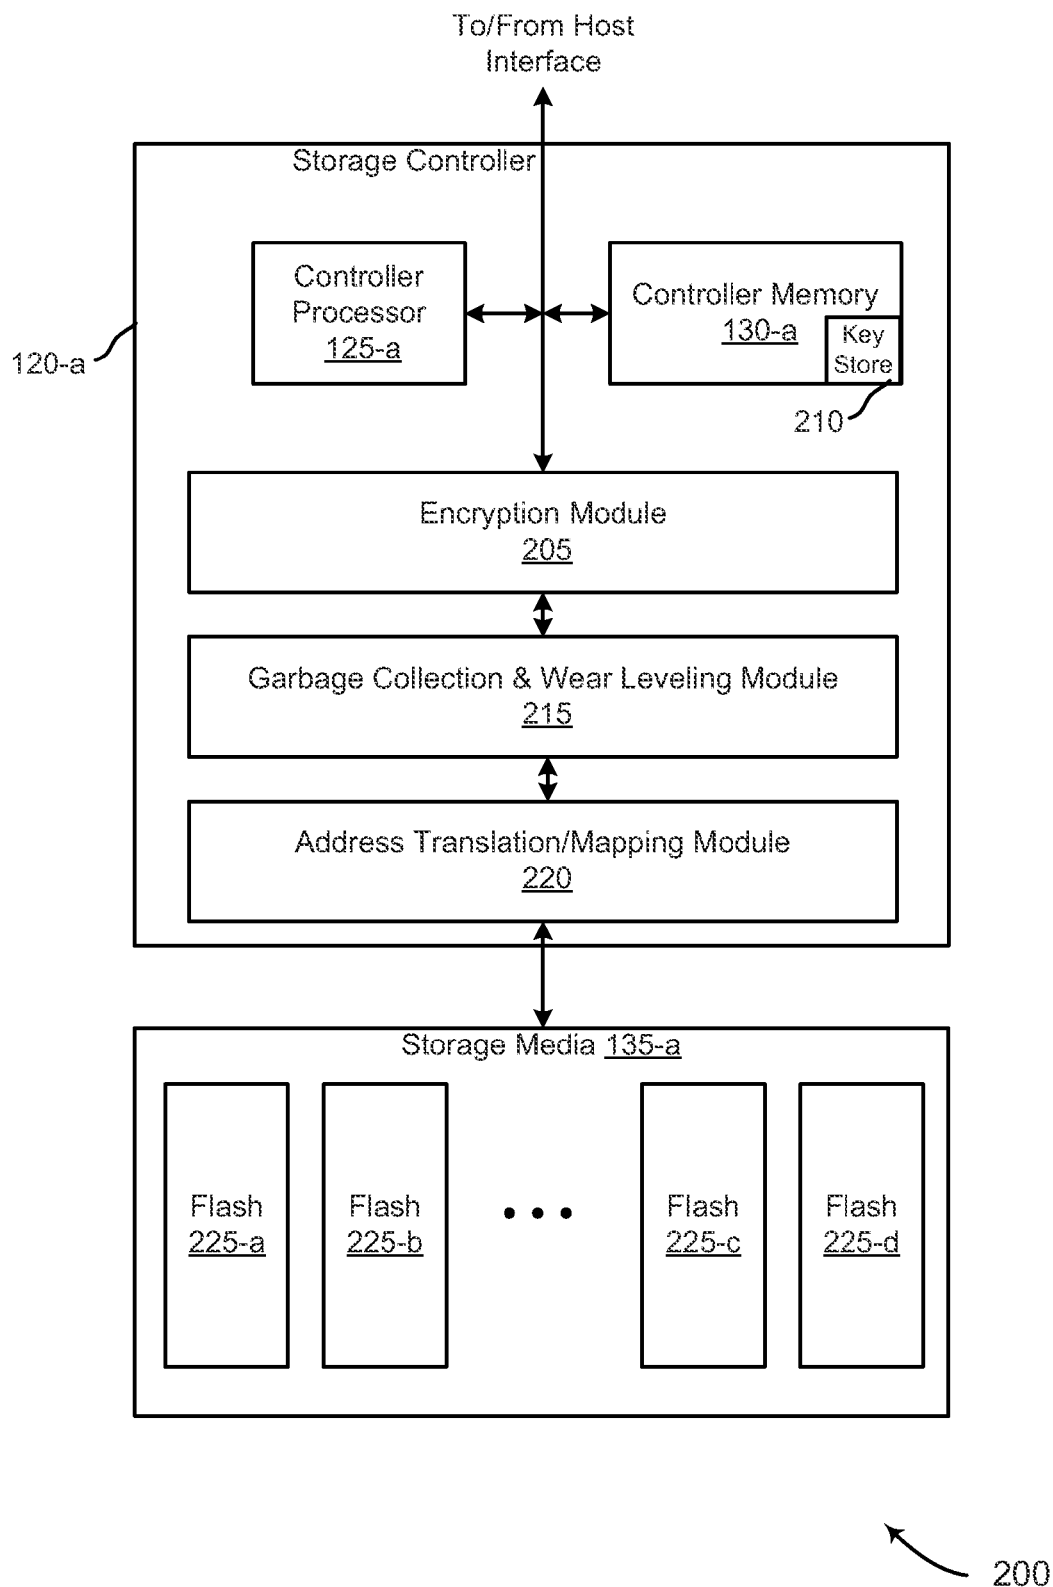 To/From Host
Interface
Storage Controller
Controller
Processor
125-a
Controller Memory
130-a
Key
Store
120-a
210
Encryption Module
205
Garbage Collection & Wear Leveling Module
215
Address Translation/Mapping Module
220
Storage Media 135-a
Flash
225-a
Flash
225-b
Flash
225-c
Flash
225-d
200